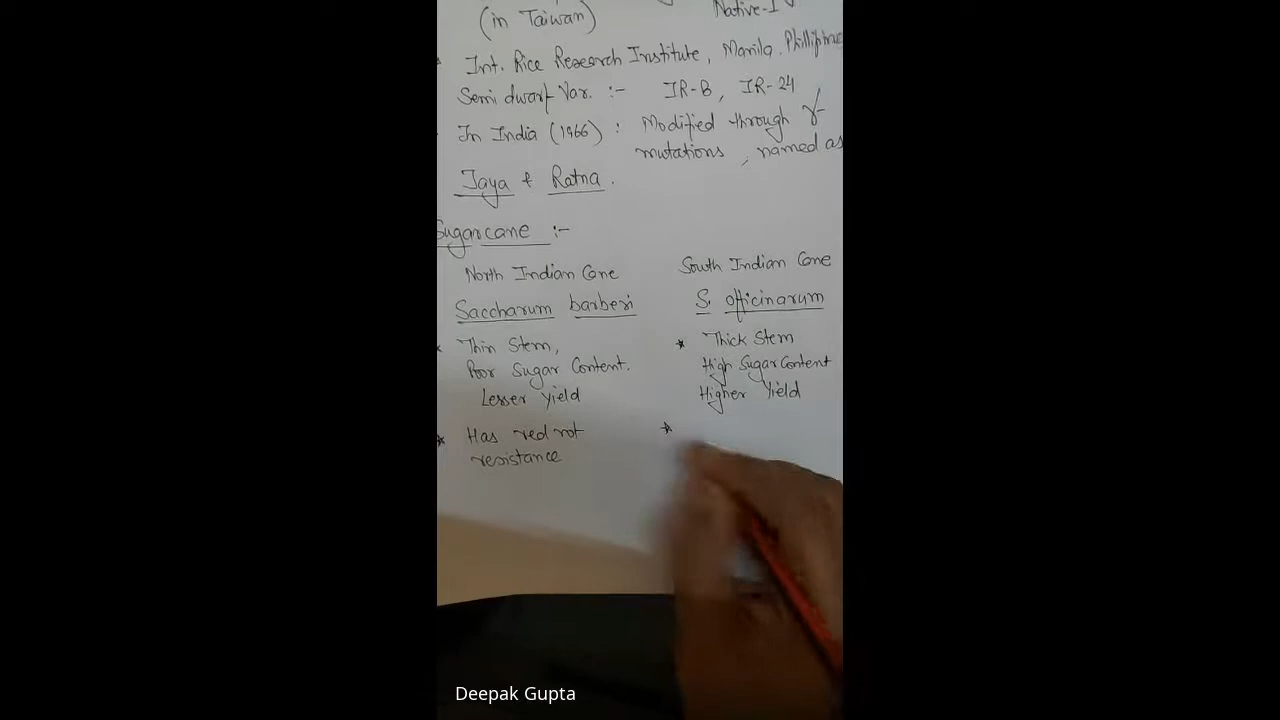 (in Taiwan) Native-I
Int. Rice Research Institute, Manila, Phillipine
Semi dwarf Var. :- IR-8, IR-24
In India (1966) : Modified through γ-
mutations, named as
Jaya & Ratna.
Sugarcane :-
North Indian Cane South Indian Cane
Saccharum barberi S. officinarum
* Thin Stem, * Thick Stem
Poor Sugar Content. High Sugar Content
Lesser Yield Higher Yield
* Has red rot *
resistance
Deepak Gupta